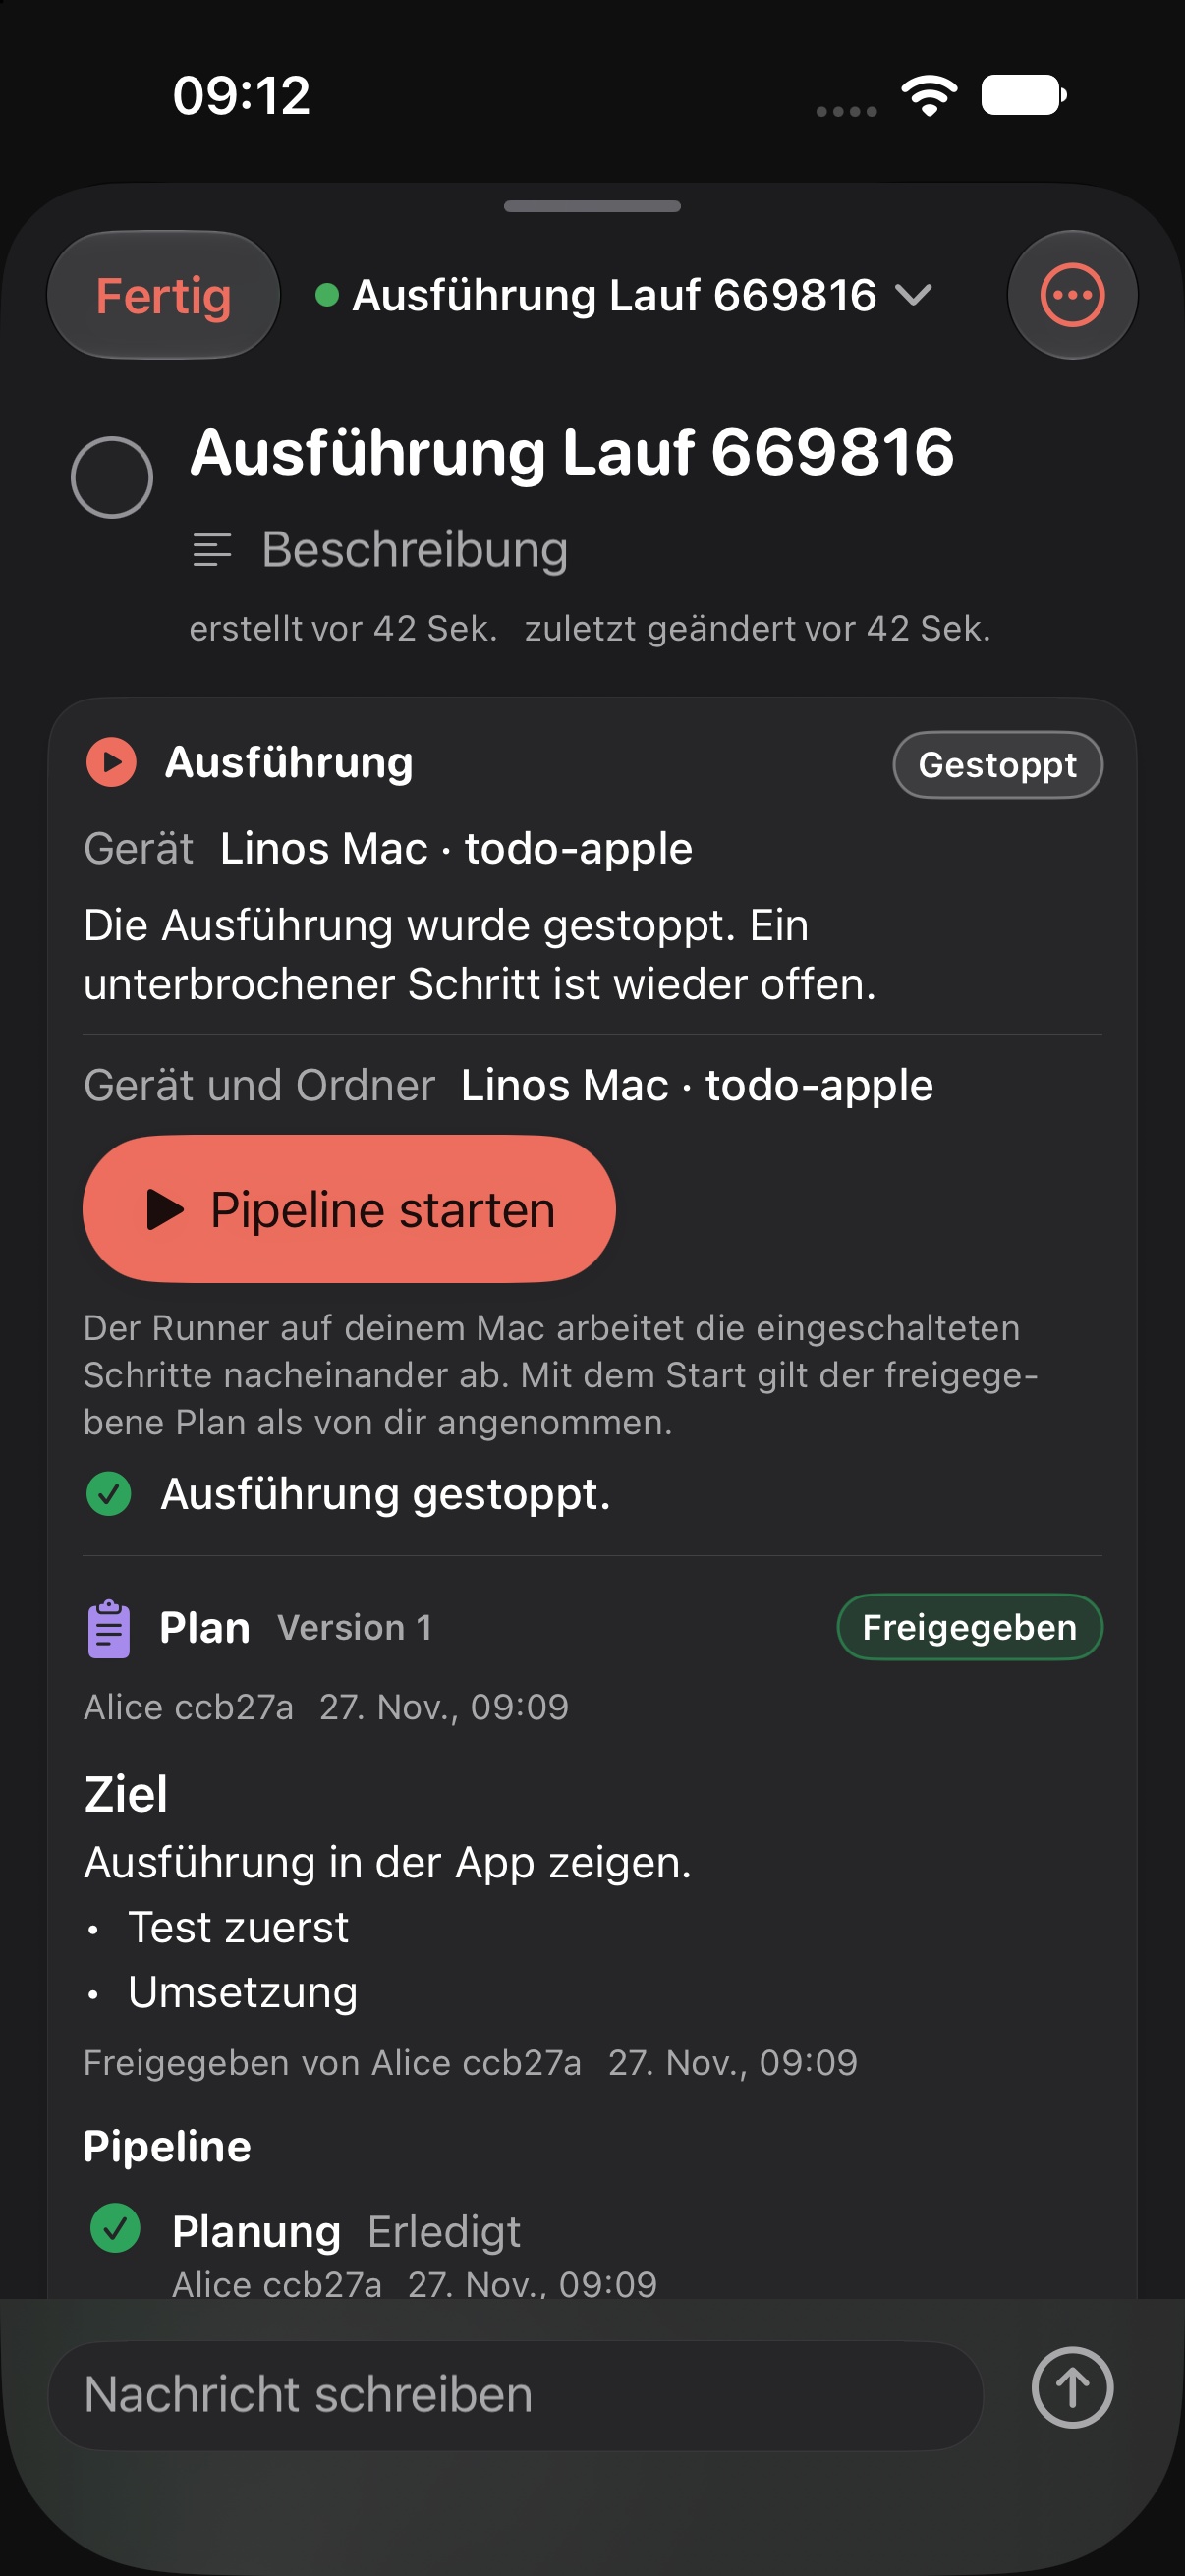 09:12
Fertig
Ausführung Lauf 669816
Ausführung Lauf 669816
Beschreibung
erstellt vor 42 Sek. zuletzt geändert vor 42 Sek.
Ausführung
Gestoppt
Gerät Linos Mac · todo-apple
Die Ausführung wurde gestoppt. Ein
unterbrochener Schritt ist wieder offen.
Gerät und Ordner Linos Mac · todo-apple
Pipeline starten
Der Runner auf deinem Mac arbeitet die eingeschalteten
Schritte nacheinander ab. Mit dem Start gilt der freigege-
bene Plan als von dir angenommen.
Ausführung gestoppt.
Plan Version 1
Freigegeben
Alice ccb27a 27. Nov., 09:09
Ziel
Ausführung in der App zeigen.
• Test zuerst
• Umsetzung
Freigegeben von Alice ccb27a 27. Nov., 09:09
Pipeline
Planung Erledigt
Alice ccb27a 27. Nov., 09:09
Nachricht schreiben